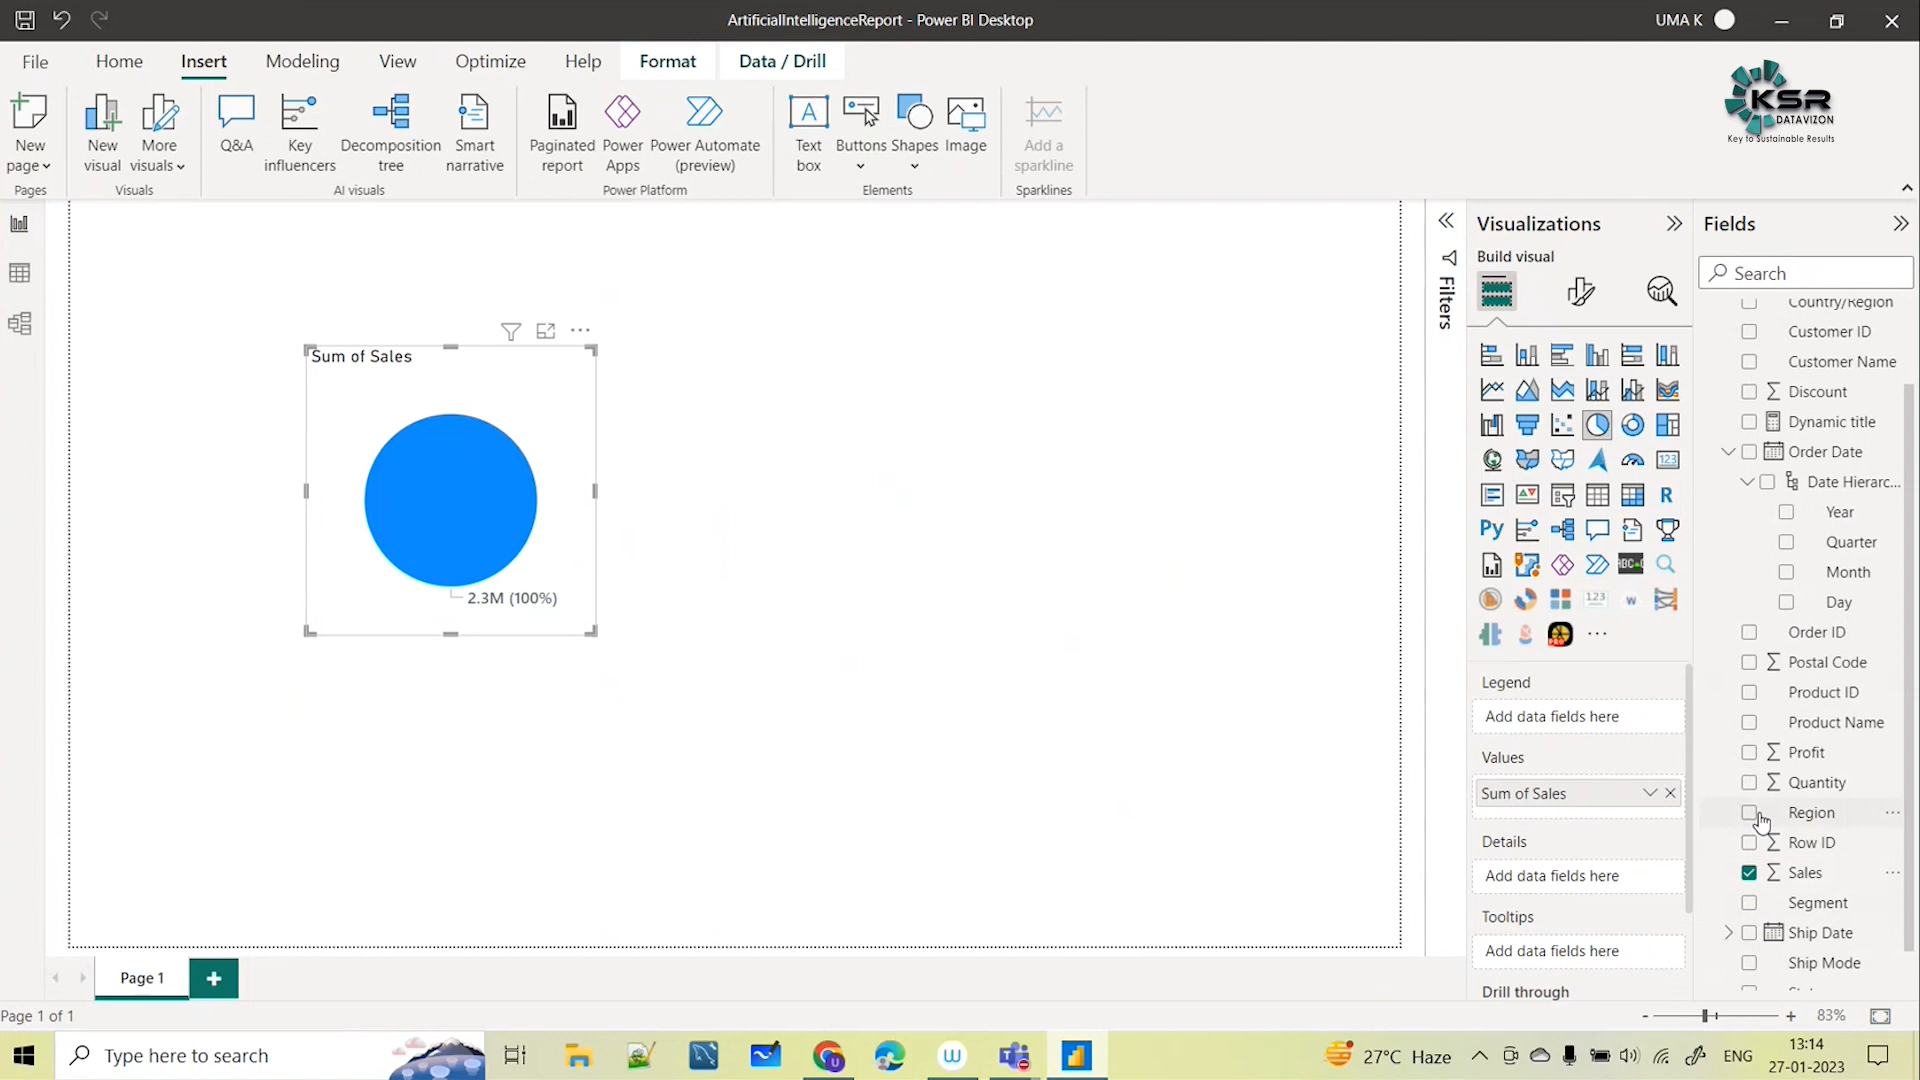 ArtificialIntelligenceReport - Power BI Desktop
UMA K
File
Home
Insert
Modeling
View
Optimize
Help
Format
Data / Drill
KSR
DATAVIZON
Key to Sustainable Results
New page
New visual
More visuals
Q&A
Key influencers
Decomposition tree
Smart narrative
Paginated report
Power Apps
Power Automate (preview)
Text box
Buttons
Shapes
Image
Add a sparkline
Pages
Visuals
AI visuals
Power Platform
Elements
Sparklines
Sum of Sales
2.3M (100%)
Filters
Visualizations
Build visual
123
R
Py
123
W
Legend
Add data fields here
Values
Sum of Sales
Details
Add data fields here
Tooltips
Add data fields here
Drill through
Fields
Search
Country/Region
Customer ID
Customer Name
Discount
Dynamic title
Order Date
Date Hierarc...
Year
Quarter
Month
Day
Order ID
Postal Code
Product ID
Product Name
Profit
Quantity
Region
Row ID
Sales
Segment
Ship Date
Ship Mode
Page 1
Page 1 of 1
83%
Type here to search
27°C Haze
ENG
13:14
27-01-2023